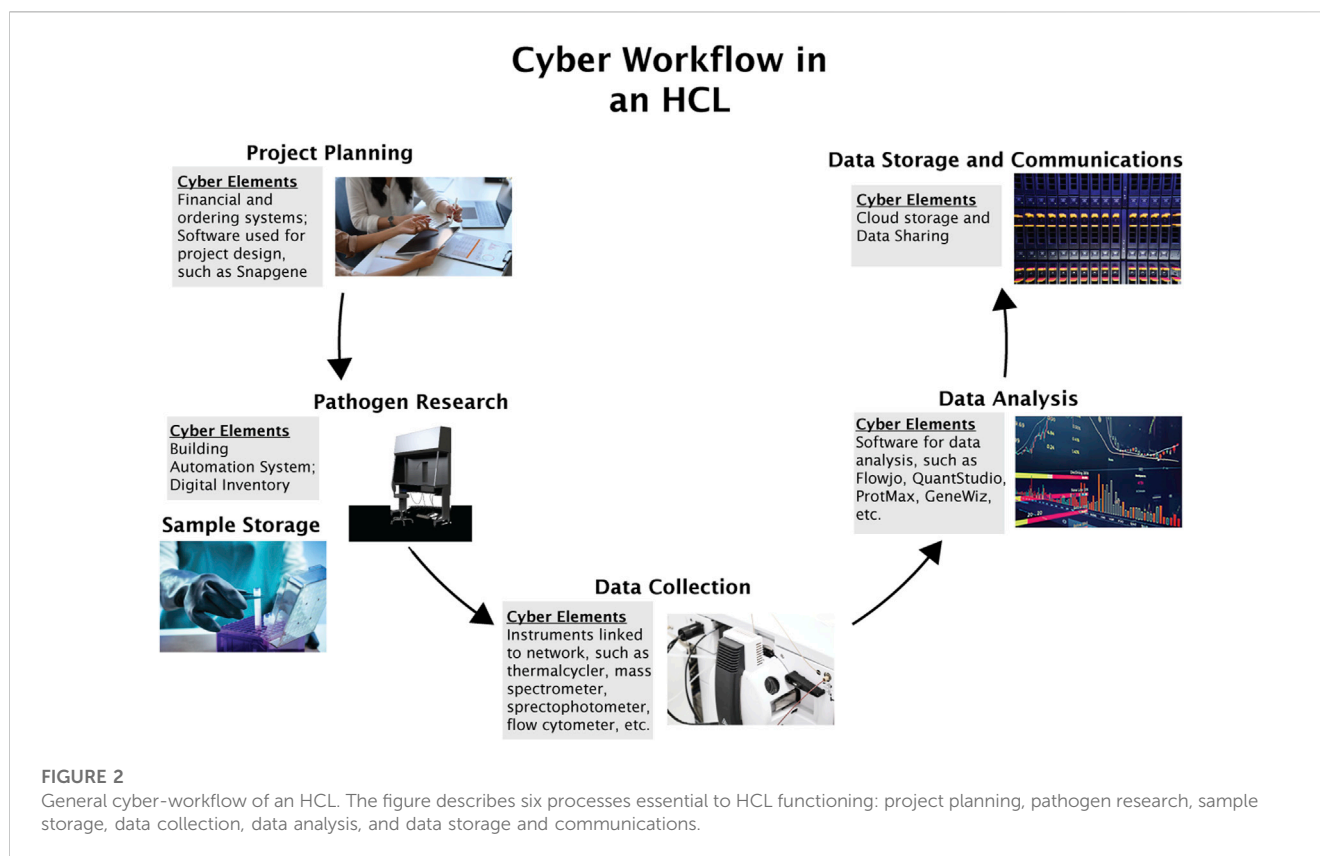 Cyber Workflow in
an HCL
Project Planning
Cyber Elements
Financial and
ordering systems;
Software used for
project design,
such as Snapgene
Pathogen Research
Cyber Elements
Building
Automation System;
Digital Inventory
Sample Storage
Data Collection
Cyber Elements
Instruments linked
to network, such as
thermalcycler, mass
spectrometer,
sprectophotometer,
flow cytometer, etc.
Data Analysis
Cyber Elements
Software for data
analysis, such as
Flowjo, QuantStudio,
ProtMax, GeneWiz,
etc.
Data Storage and Communications
Cyber Elements
Cloud storage and
Data Sharing
FIGURE 2
General cyber-workflow of an HCL. The figure describes six processes essential to HCL functioning: project planning, pathogen research, sample
storage, data collection, data analysis, and data storage and communications.